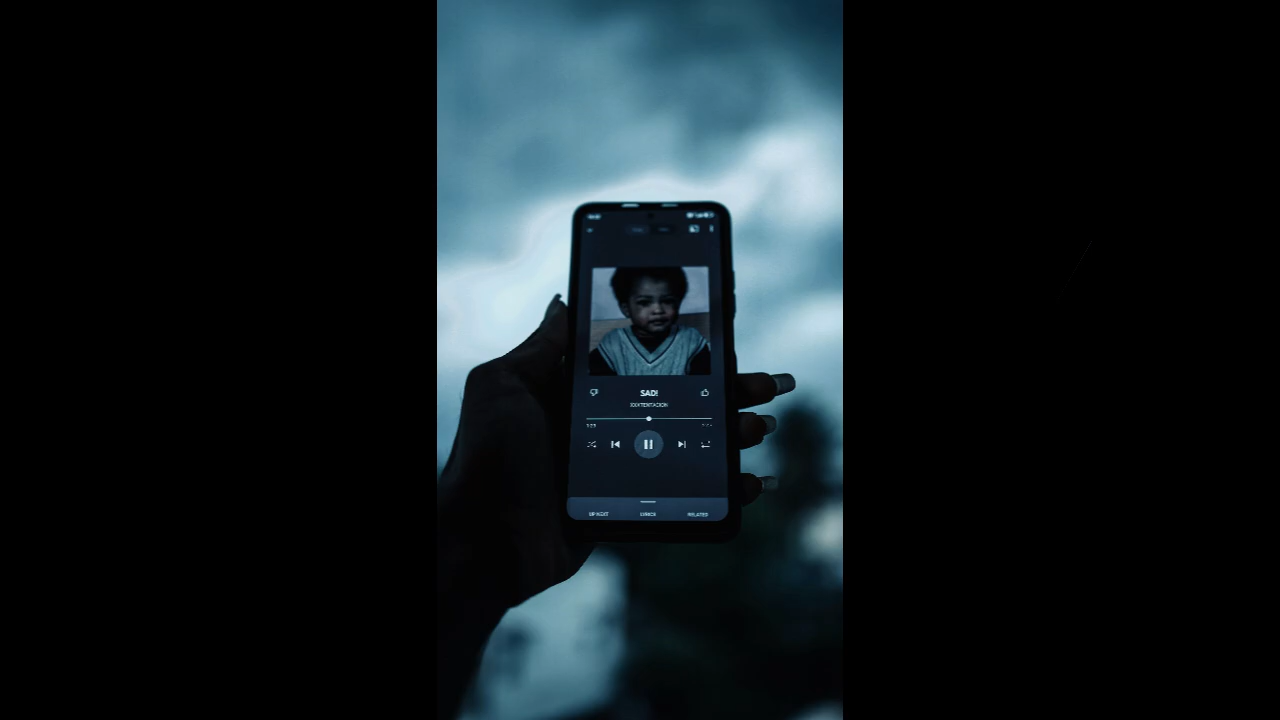 SAD!
XXXTENTACION
UP NEXT
LYRICS
RELATED